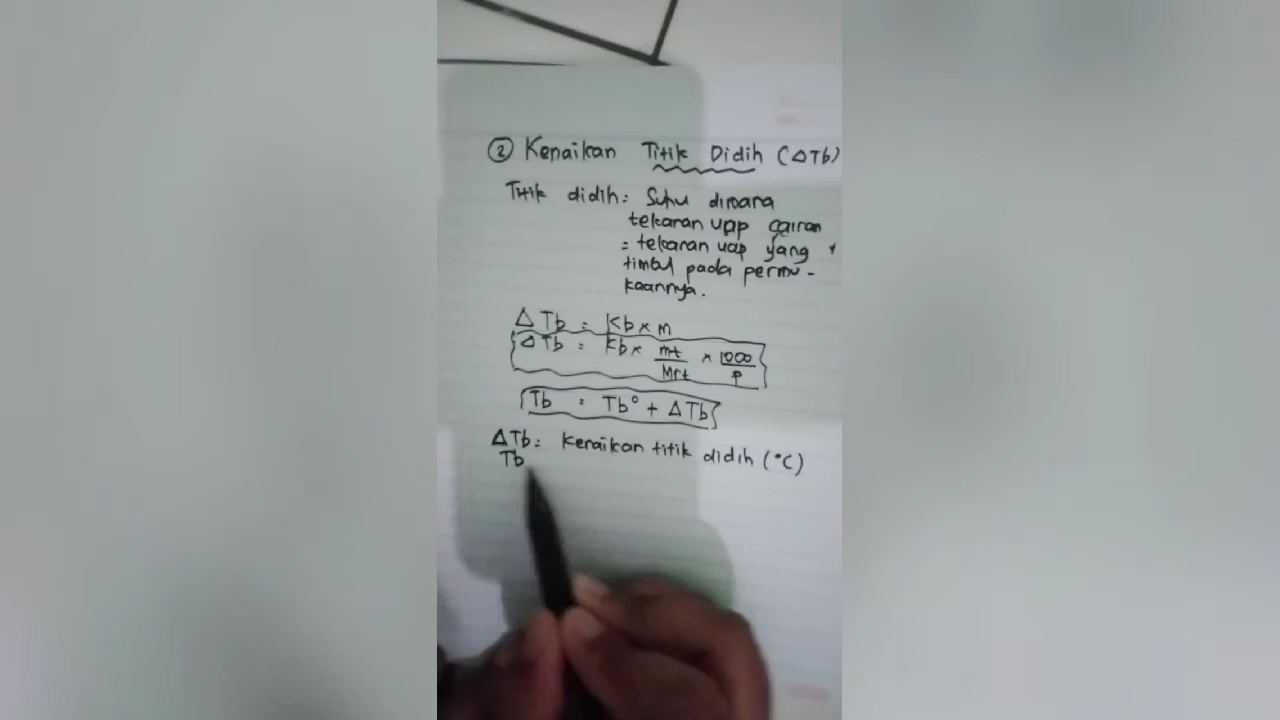 ② Kenaikan Titik Didih (ΔTb)
Titik didih : Suhu dimana
tekanan uap cairan
= tekanan uap yang
timbul pada permu-
kaannya.
ΔTb = Kb × m
ΔTb = Kb × mt/Mrt × 1000/P
Tb = Tb° + ΔTb
ΔTb = Kenaikan titik didih (°C)
Tb